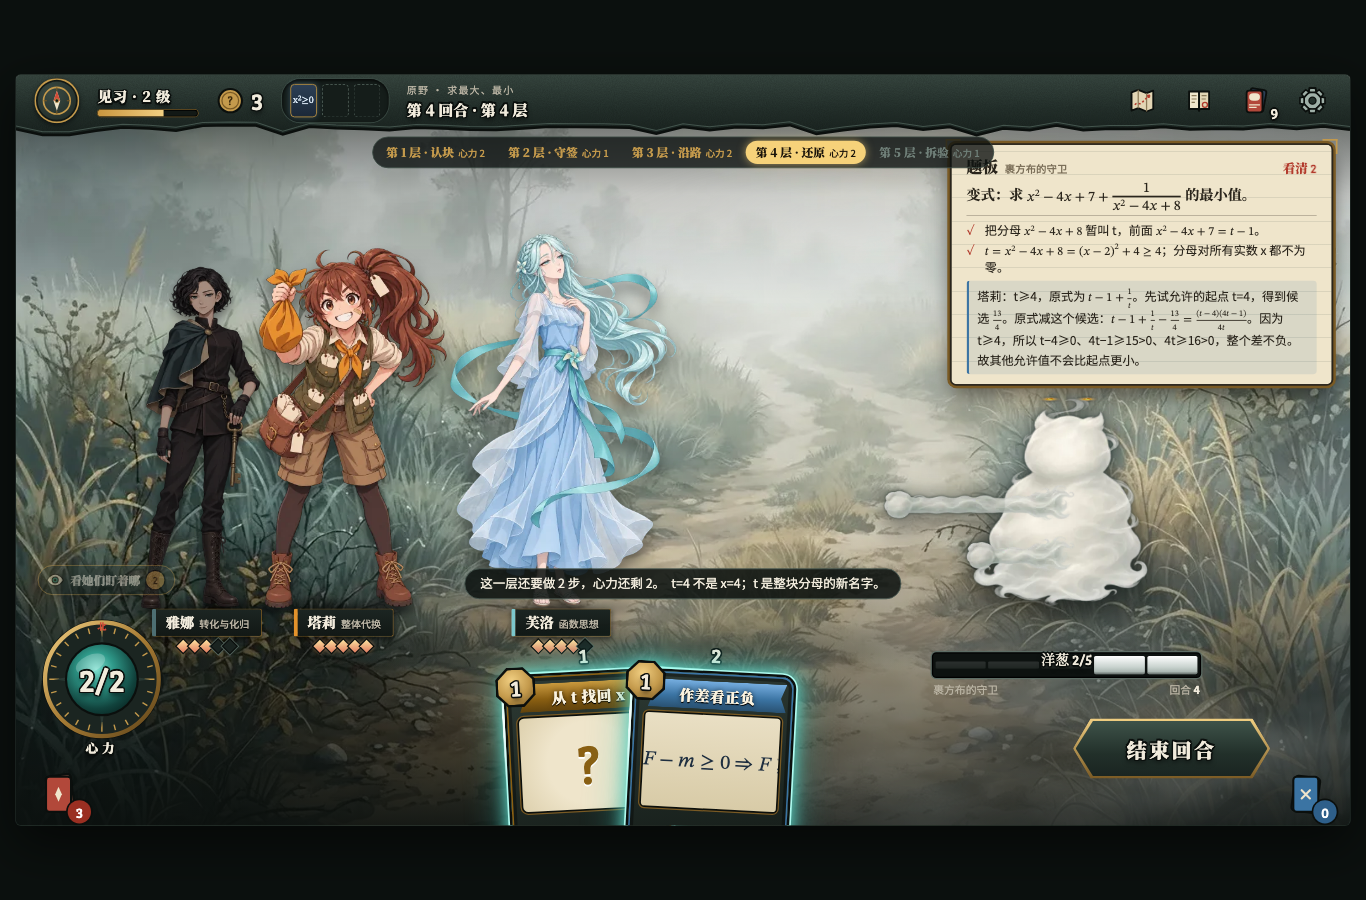 见习·2 级
? 3
x²≥0
原野 · 求最大、最小
第 4 回合·第 4 层
9
第 1 层·认块 心力 2
第 2 层·守签 心力 1
第 3 层·沿路 心力 2
第 4 层·还原 心力 2
第 5 层·拆验 心力 1
题板 裹方布的守卫 看清 2
变式：求 x² − 4x + 7 + 1/(x² − 4x + 8) 的最小值。
√ 把分母 x² − 4x + 8 暂叫 t，前面 x² − 4x + 7 = t − 1。
√ t = x² − 4x + 8 = (x − 2)² + 4 ≥ 4；分母对所有实数 x 都不为
零。
塔莉：t≥4，原式为 t − 1 + 1/t。先试允许的起点 t=4，得到候
选 13/4。原式减这个候选：t − 1 + 1/t − 13/4 = (t−4)(4t−1)/4t。因为
t≥4，所以 t−4≥0、4t−1≥15>0、4t≥16>0，整个差不负。
故其他允许值不会比起点更小。
看她们盯着哪 2
这一层还要做 2 步，心力还剩 2。 t=4 不是 x=4；t 是整块分母的新名字。
雅娜 转化与化归
塔莉 整体代换
芙洛 函数思想
2/2
心力
3
1
1 从 t 找回 x
?
2
1 作差看正负
F − m ≥ 0 ⇒ F
洋葱 2/5
裹方布的守卫
回合 4
结束回合
0